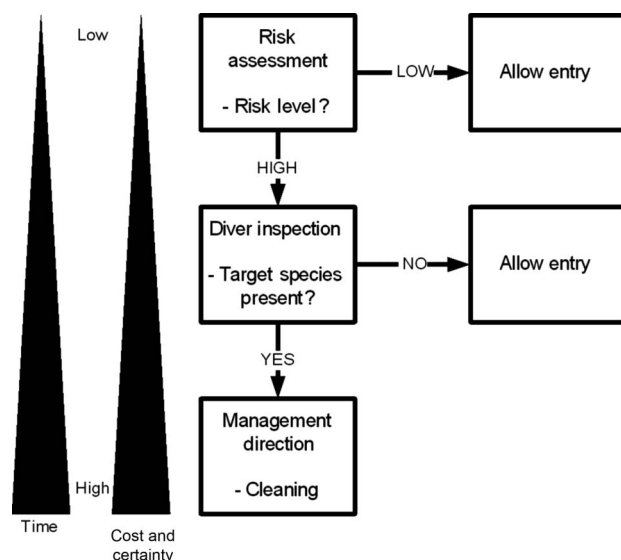 Low
Risk
assessment
- Risk level?
LOW
Allow entry
HIGH
Diver inspection
- Target species
present?
NO
Allow entry
YES
Management
direction
- Cleaning
High
Time
Cost and
certainty